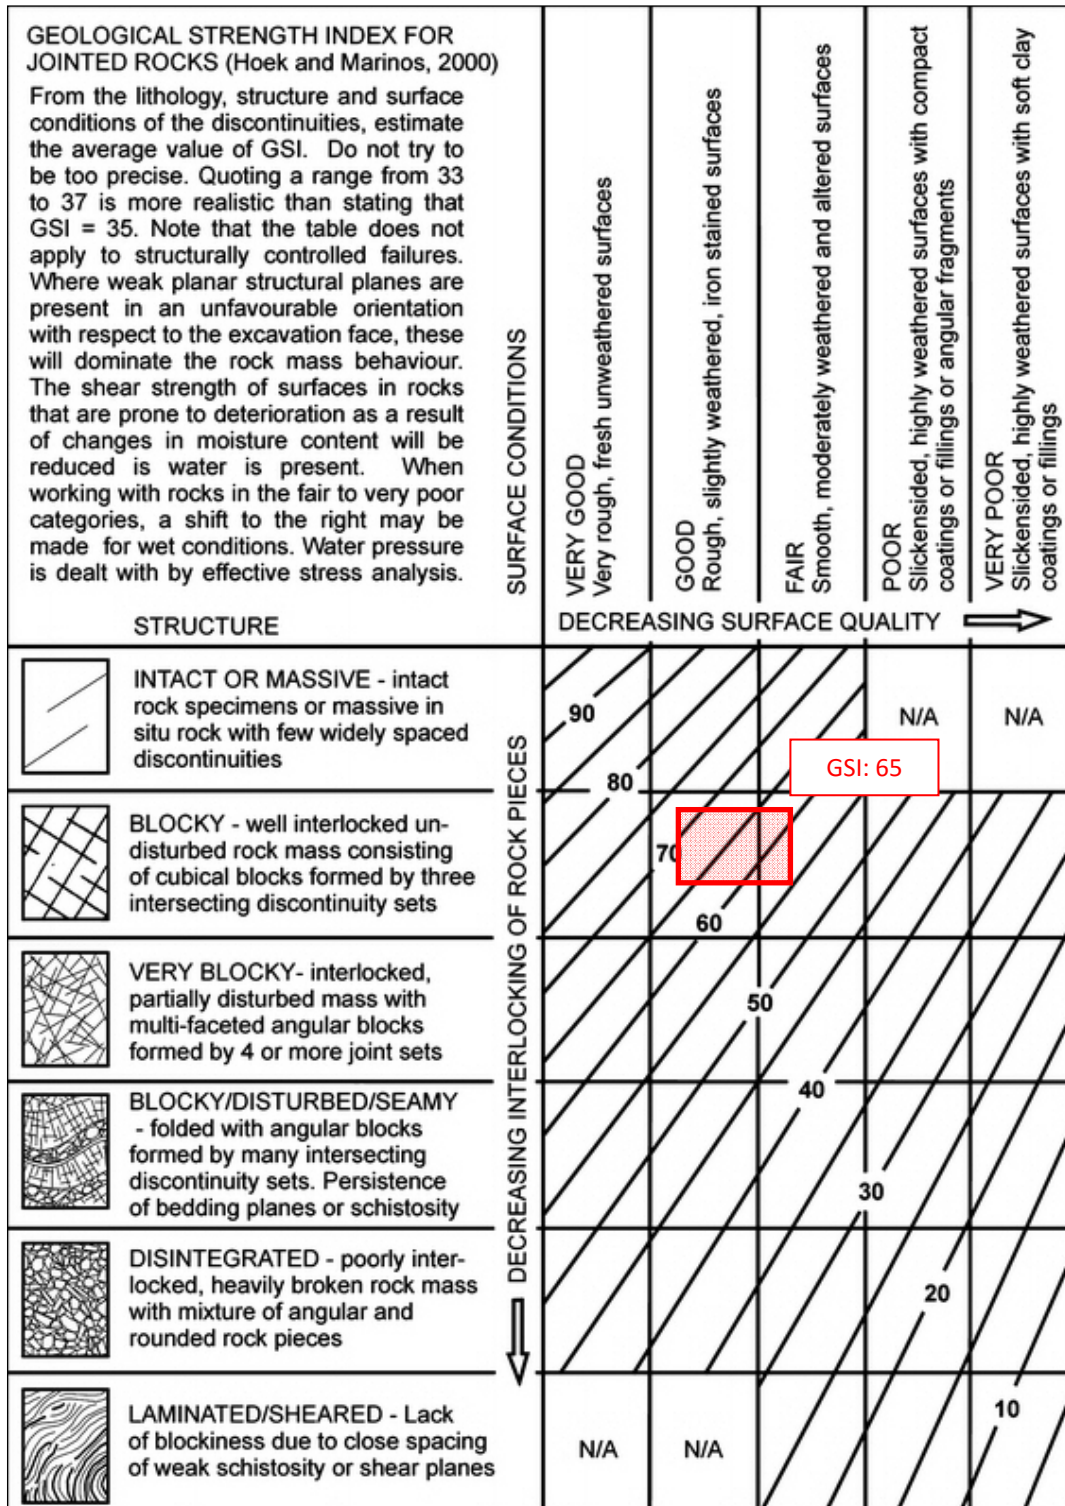 GEOLOGICAL STRENGTH INDEX FOR
JOINTED ROCKS (Hoek and Marinos, 2000)
From the lithology, structure and surface
conditions of the discontinuities, estimate
the average value of GSI. Do not try to
be too precise. Quoting a range from 33
to 37 is more realistic than stating that
GSI = 35. Note that the table does not
apply to structurally controlled failures.
Where weak planar structural planes are
present in an unfavourable orientation
with respect to the excavation face, these
will dominate the rock mass behaviour.
The shear strength of surfaces in rocks
that are prone to deterioration as a result
of changes in moisture content will be
reduced is water is present. When
working with rocks in the fair to very poor
categories, a shift to the right may be
made for wet conditions. Water pressure
is dealt with by effective stress analysis.
STRUCTURE
SURFACE CONDITIONS
VERY GOOD
Very rough, fresh unweathered surfaces
GOOD
Rough, slightly weathered, iron stained surfaces
FAIR
Smooth, moderately weathered and altered surfaces
POOR
Slickensided, highly weathered surfaces with compact
coatings or fillings or angular fragments
VERY POOR
Slickensided, highly weathered surfaces with soft clay
coatings or fillings
DECREASING SURFACE QUALITY
DECREASING INTERLOCKING OF ROCK PIECES
INTACT OR MASSIVE - intact
rock specimens or massive in
situ rock with few widely spaced
discontinuities
90
N/A
N/A
GSI: 65
80
BLOCKY - well interlocked un-
disturbed rock mass consisting
of cubical blocks formed by three
intersecting discontinuity sets
70
60
VERY BLOCKY- interlocked,
partially disturbed mass with
multi-faceted angular blocks
formed by 4 or more joint sets
50
BLOCKY/DISTURBED/SEAMY
- folded with angular blocks
formed by many intersecting
discontinuity sets. Persistence
of bedding planes or schistosity
40
30
DISINTEGRATED - poorly inter-
locked, heavily broken rock mass
with mixture of angular and
rounded rock pieces
20
LAMINATED/SHEARED - Lack
of blockiness due to close spacing
of weak schistosity or shear planes
N/A
N/A
10